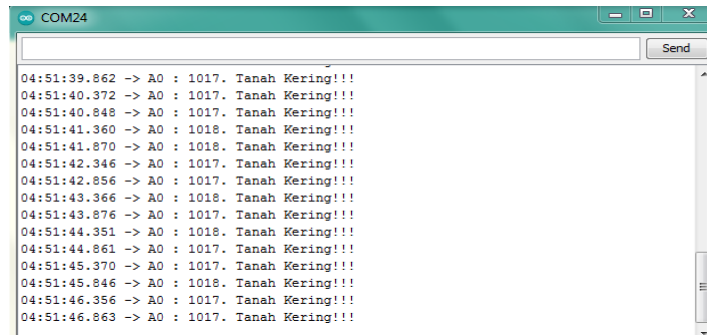 COM24
Send
04:51:39.862 -> A0 : 1017. Tanah Kering!!!
04:51:40.372 -> A0 : 1017. Tanah Kering!!!
04:51:40.848 -> A0 : 1017. Tanah Kering!!!
04:51:41.360 -> A0 : 1018. Tanah Kering!!!
04:51:41.870 -> A0 : 1018. Tanah Kering!!!
04:51:42.346 -> A0 : 1017. Tanah Kering!!!
04:51:42.856 -> A0 : 1017. Tanah Kering!!!
04:51:43.366 -> A0 : 1018. Tanah Kering!!!
04:51:43.876 -> A0 : 1017. Tanah Kering!!!
04:51:44.351 -> A0 : 1018. Tanah Kering!!!
04:51:44.861 -> A0 : 1017. Tanah Kering!!!
04:51:45.370 -> A0 : 1017. Tanah Kering!!!
04:51:45.846 -> A0 : 1018. Tanah Kering!!!
04:51:46.356 -> A0 : 1017. Tanah Kering!!!
04:51:46.863 -> A0 : 1017. Tanah Kering!!!